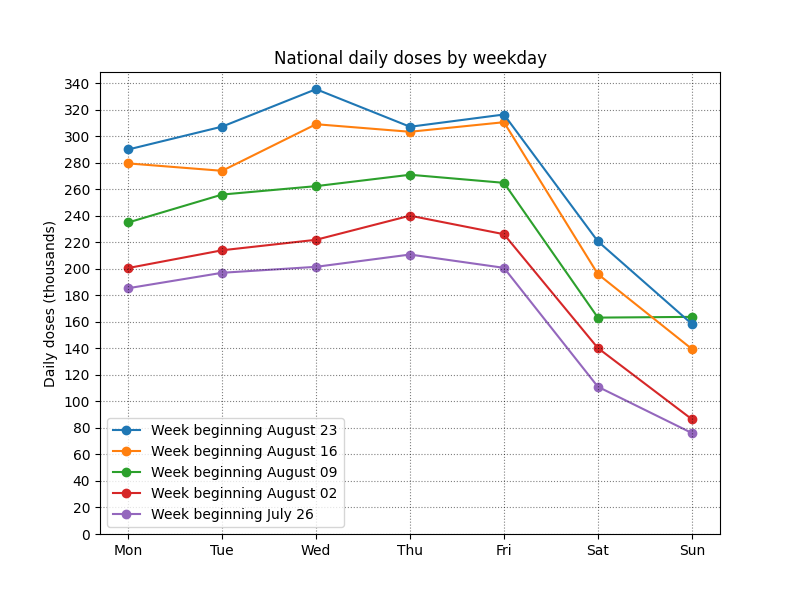 National daily doses by weekday
Daily doses (thousands)
340
320
300
280
260
240
220
200
180
160
140
120
100
80
60
40
20
0
Week beginning August 23
Week beginning August 16
Week beginning August 09
Week beginning August 02
Week beginning July 26
Mon Tue Wed Thu Fri Sat Sun